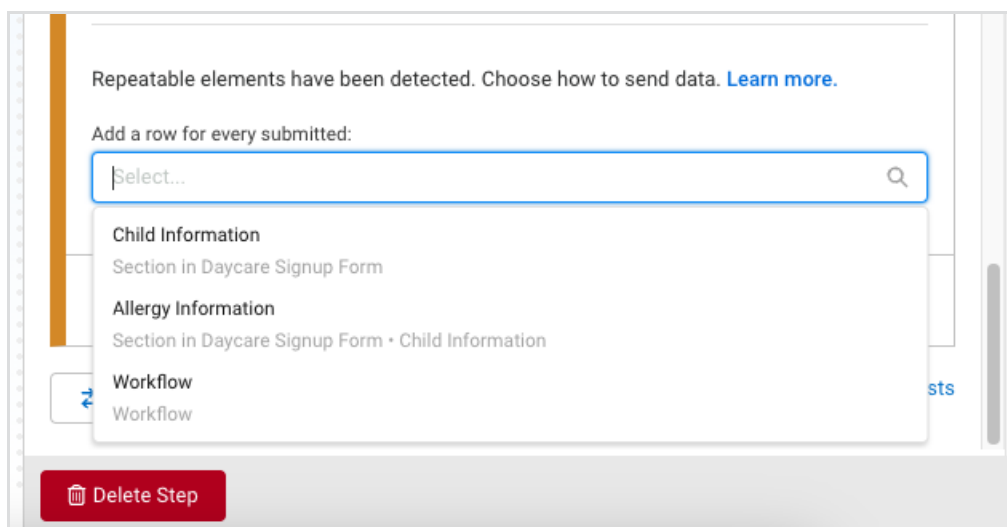 Repeatable elements have been detected. Choose how to send data. Learn more.
Add a row for every submitted:
Select...
Child Information
Section in Daycare Signup Form
Allergy Information
Section in Daycare Signup Form • Child Information
Workflow
Workflow
sts
Delete Step